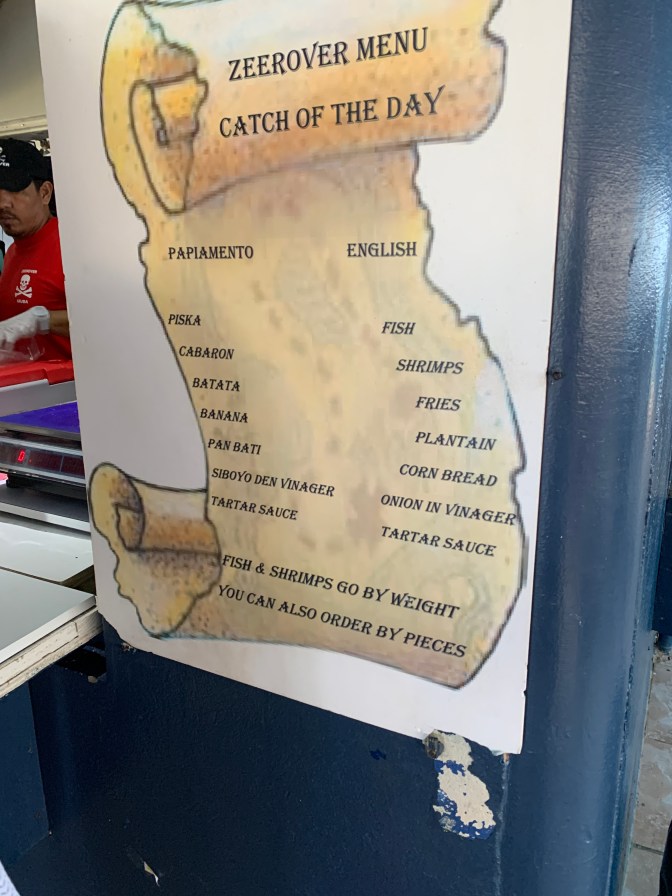 ZEEROVER MENU
CATCH OF THE DAY
PAPIAMENTO ENGLISH
PISKA FISH
CABARON SHRIMPS
BATATA FRIES
BANANA PLANTAIN
PAN BATI CORN BREAD
SIBOYO DEN VINAGER ONION IN VINAGER
TARTAR SAUCE TARTAR SAUCE
FISH & SHRIMPS GO BY WEIGHT
YOU CAN ALSO ORDER BY PIECES